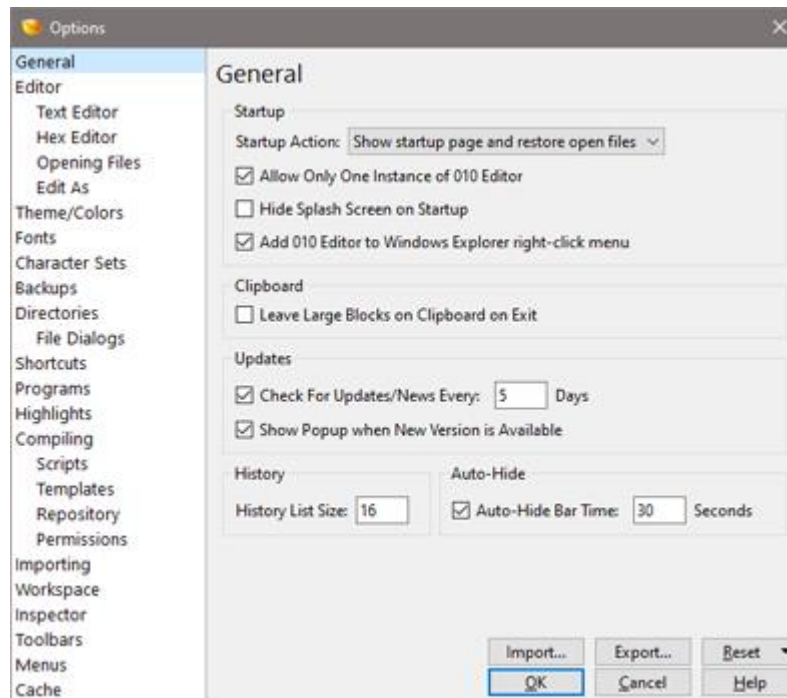 Options
General
Editor
Text Editor
Hex Editor
Opening Files
Edit As
Theme/Colors
Fonts
Character Sets
Backups
Directories
File Dialogs
Shortcuts
Programs
Highlights
Compiling
Scripts
Templates
Repository
Permissions
Importing
Workspace
Inspector
Toolbars
Menus
Cache
General
Startup
Startup Action: Show startup page and restore open files
Allow Only One Instance of 010 Editor
Hide Splash Screen on Startup
Add 010 Editor to Windows Explorer right-click menu
Clipboard
Leave Large Blocks on Clipboard on Exit
Updates
Check For Updates/News Every: 5 Days
Show Popup when New Version is Available
History
History List Size: 16
Auto-Hide
Auto-Hide Bar Time: 30 Seconds
Import... Export... Reset
OK Cancel Help